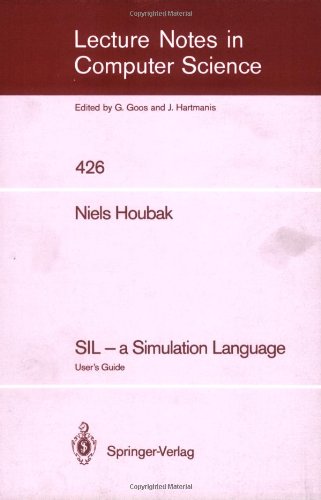 Lecture Notes in
Computer Science
Edited by G. Goos and J. Hartmanis
426
Niels Houbak
SIL – a Simulation Language
User's Guide
Springer-Verlag